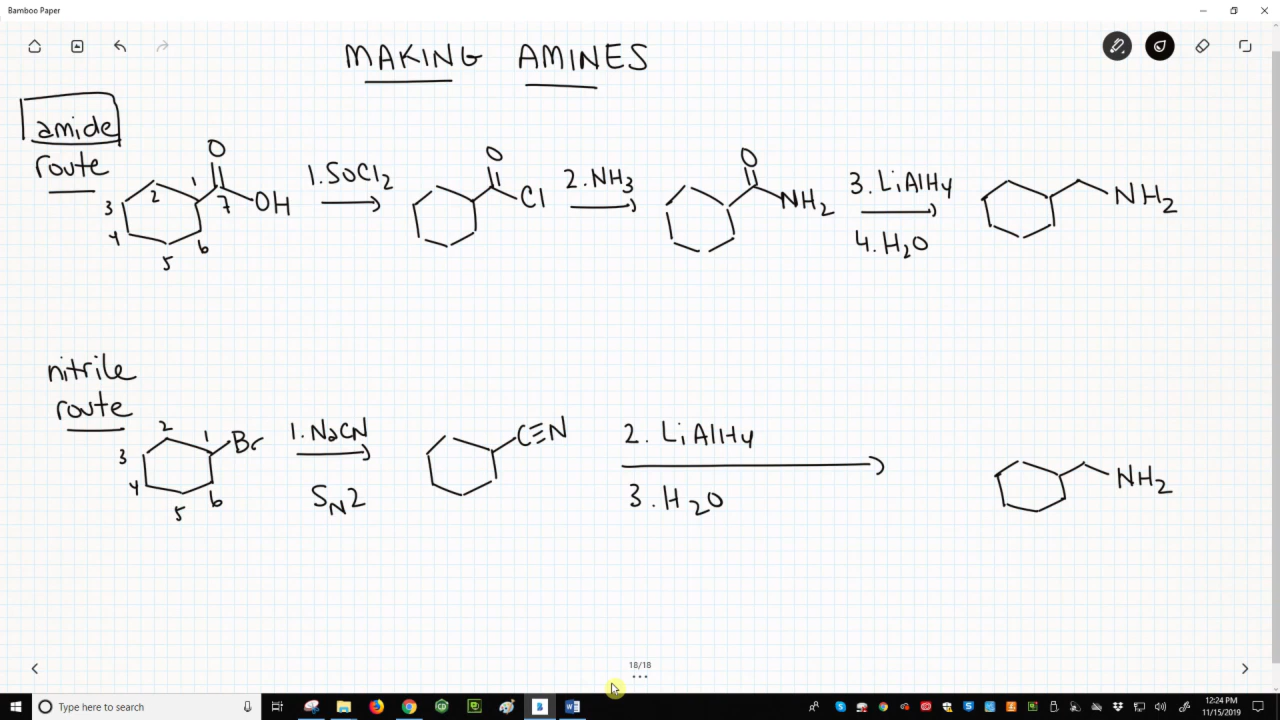 Bamboo Paper
MAKING AMINES
amide
route
O
1
2
3
4
5
6
7
OH
1. SOCl2
O
Cl
2. NH3
O
NH2
3. LiAlH4
4. H2O
NH2
nitrile
route
1
2
3
4
5
6
Br
1. NaCN
SN2
C≡N
2. LiAlH4
3. H2O
NH2
18/18
Type here to search
12:24 PM
11/15/2019